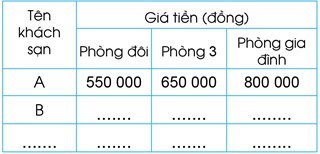 Tên khách sạn
Giá tiền (đồng)
Phòng đôi Phòng 3 Phòng gia đình
A 550 000 650 000 800 000
B ....... ....... ........
....... ....... ....... ........